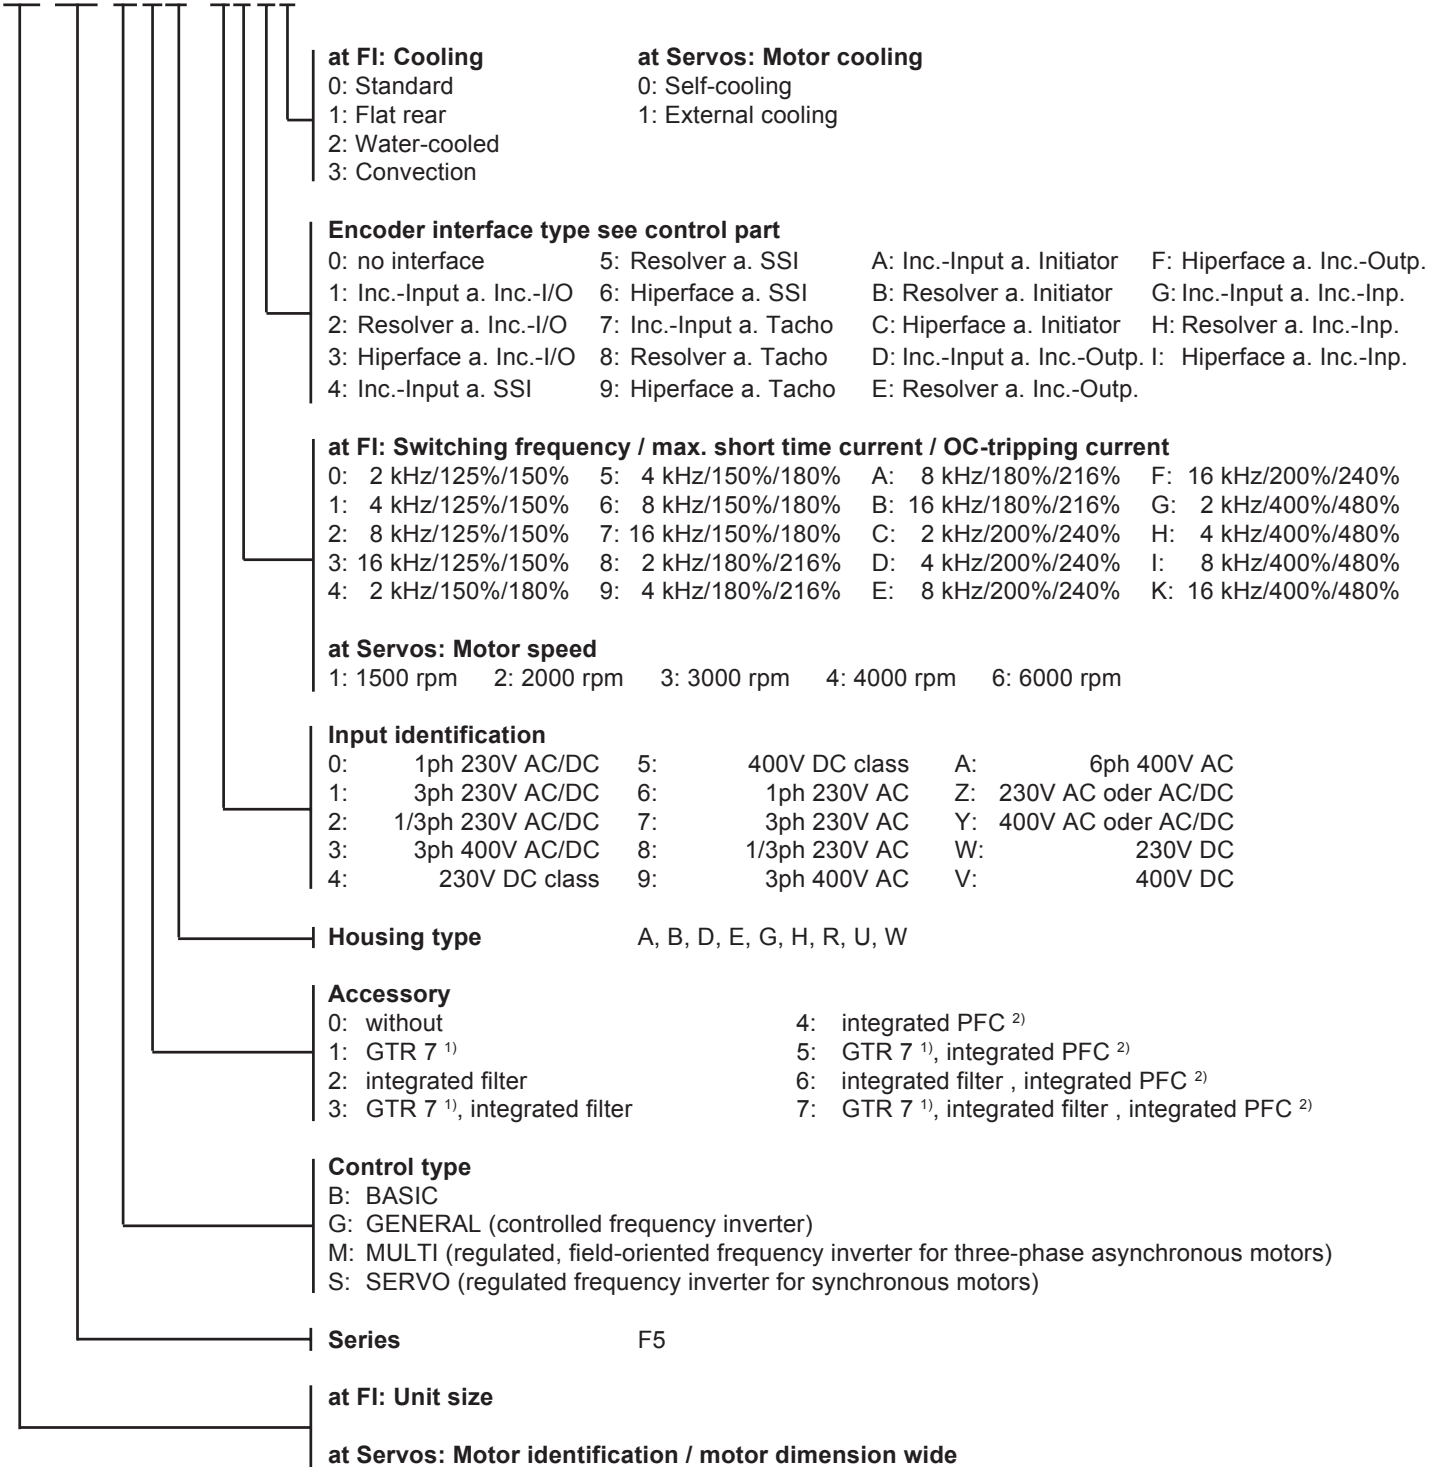 at FI: Cooling at Servos: Motor cooling
0: Standard 0: Self-cooling
1: Flat rear 1: External cooling
2: Water-cooled
3: Convection
Encoder interface type see control part
0: no interface 5: Resolver a. SSI A: Inc.-Input a. Initiator F: Hiperface a. Inc.-Outp.
1: Inc.-Input a. Inc.-I/O 6: Hiperface a. SSI B: Resolver a. Initiator G: Inc.-Input a. Inc.-Inp.
2: Resolver a. Inc.-I/O 7: Inc.-Input a. Tacho C: Hiperface a. Initiator H: Resolver a. Inc.-Inp.
3: Hiperface a. Inc.-I/O 8: Resolver a. Tacho D: Inc.-Input a. Inc.-Outp. I: Hiperface a. Inc.-Inp.
4: Inc.-Input a. SSI 9: Hiperface a. Tacho E: Resolver a. Inc.-Outp.
at FI: Switching frequency / max. short time current / OC-tripping current
0: 2 kHz/125%/150% 5: 4 kHz/150%/180% A: 8 kHz/180%/216% F: 16 kHz/200%/240%
1: 4 kHz/125%/150% 6: 8 kHz/150%/180% B: 16 kHz/180%/216% G: 2 kHz/400%/480%
2: 8 kHz/125%/150% 7: 16 kHz/150%/180% C: 2 kHz/200%/240% H: 4 kHz/400%/480%
3: 16 kHz/125%/150% 8: 2 kHz/180%/216% D: 4 kHz/200%/240% I: 8 kHz/400%/480%
4: 2 kHz/150%/180% 9: 4 kHz/180%/216% E: 8 kHz/200%/240% K: 16 kHz/400%/480%
at Servos: Motor speed
1: 1500 rpm 2: 2000 rpm 3: 3000 rpm 4: 4000 rpm 6: 6000 rpm
Input identification
0: 1ph 230V AC/DC 5: 400V DC class A: 6ph 400V AC
1: 3ph 230V AC/DC 6: 1ph 230V AC Z: 230V AC oder AC/DC
2: 1/3ph 230V AC/DC 7: 3ph 230V AC Y: 400V AC oder AC/DC
3: 3ph 400V AC/DC 8: 1/3ph 230V AC W: 230V DC
4: 230V DC class 9: 3ph 400V AC V: 400V DC
Housing type A, B, D, E, G, H, R, U, W
Accessory
0: without 4: integrated PFC 2)
1: GTR 7 1) 5: GTR 7 1), integrated PFC 2)
2: integrated filter 6: integrated filter , integrated PFC 2)
3: GTR 7 1), integrated filter 7: GTR 7 1), integrated filter , integrated PFC 2)
Control type
B: BASIC
G: GENERAL (controlled frequency inverter)
M: MULTI (regulated, field-oriented frequency inverter for three-phase asynchronous motors)
S: SERVO (regulated frequency inverter for synchronous motors)
Series F5
at FI: Unit size
at Servos: Motor identification / motor dimension wide